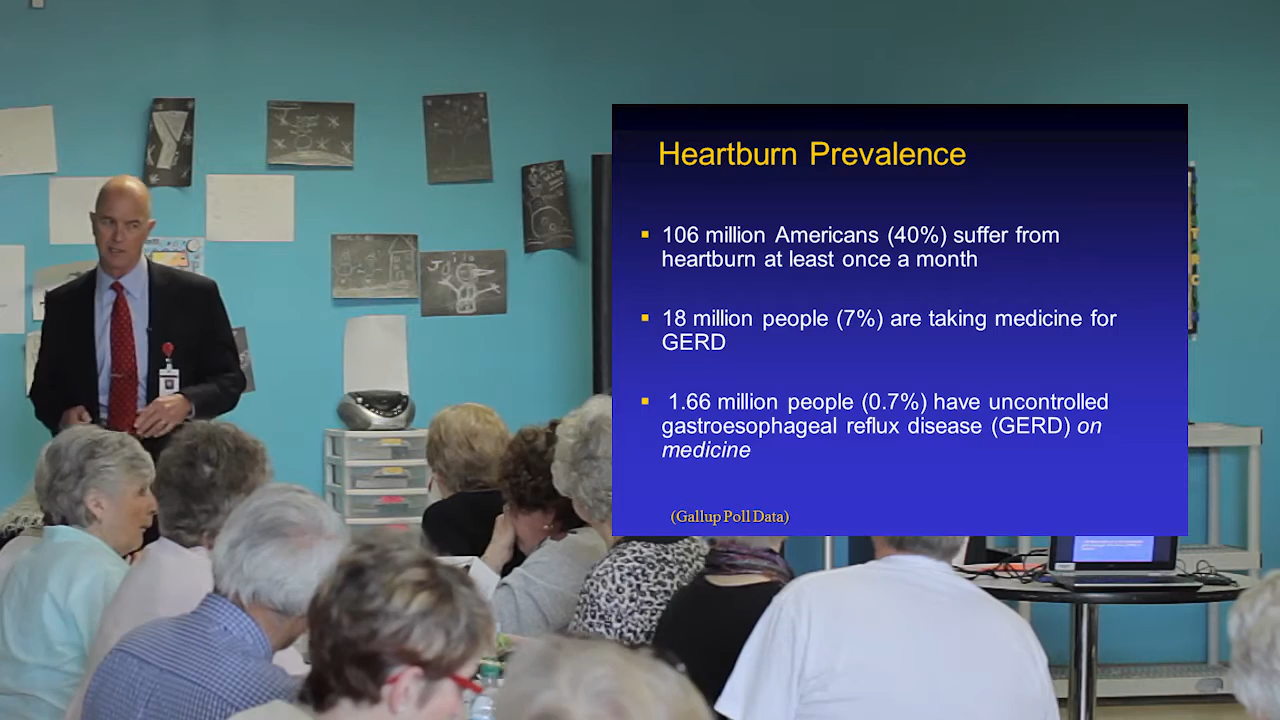 Heartburn Prevalence
106 million Americans (40%) suffer from
heartburn at least once a month
18 million people (7%) are taking medicine for
GERD
1.66 million people (0.7%) have uncontrolled
gastroesophageal reflux disease (GERD) on
medicine
(Gallup Poll Data)